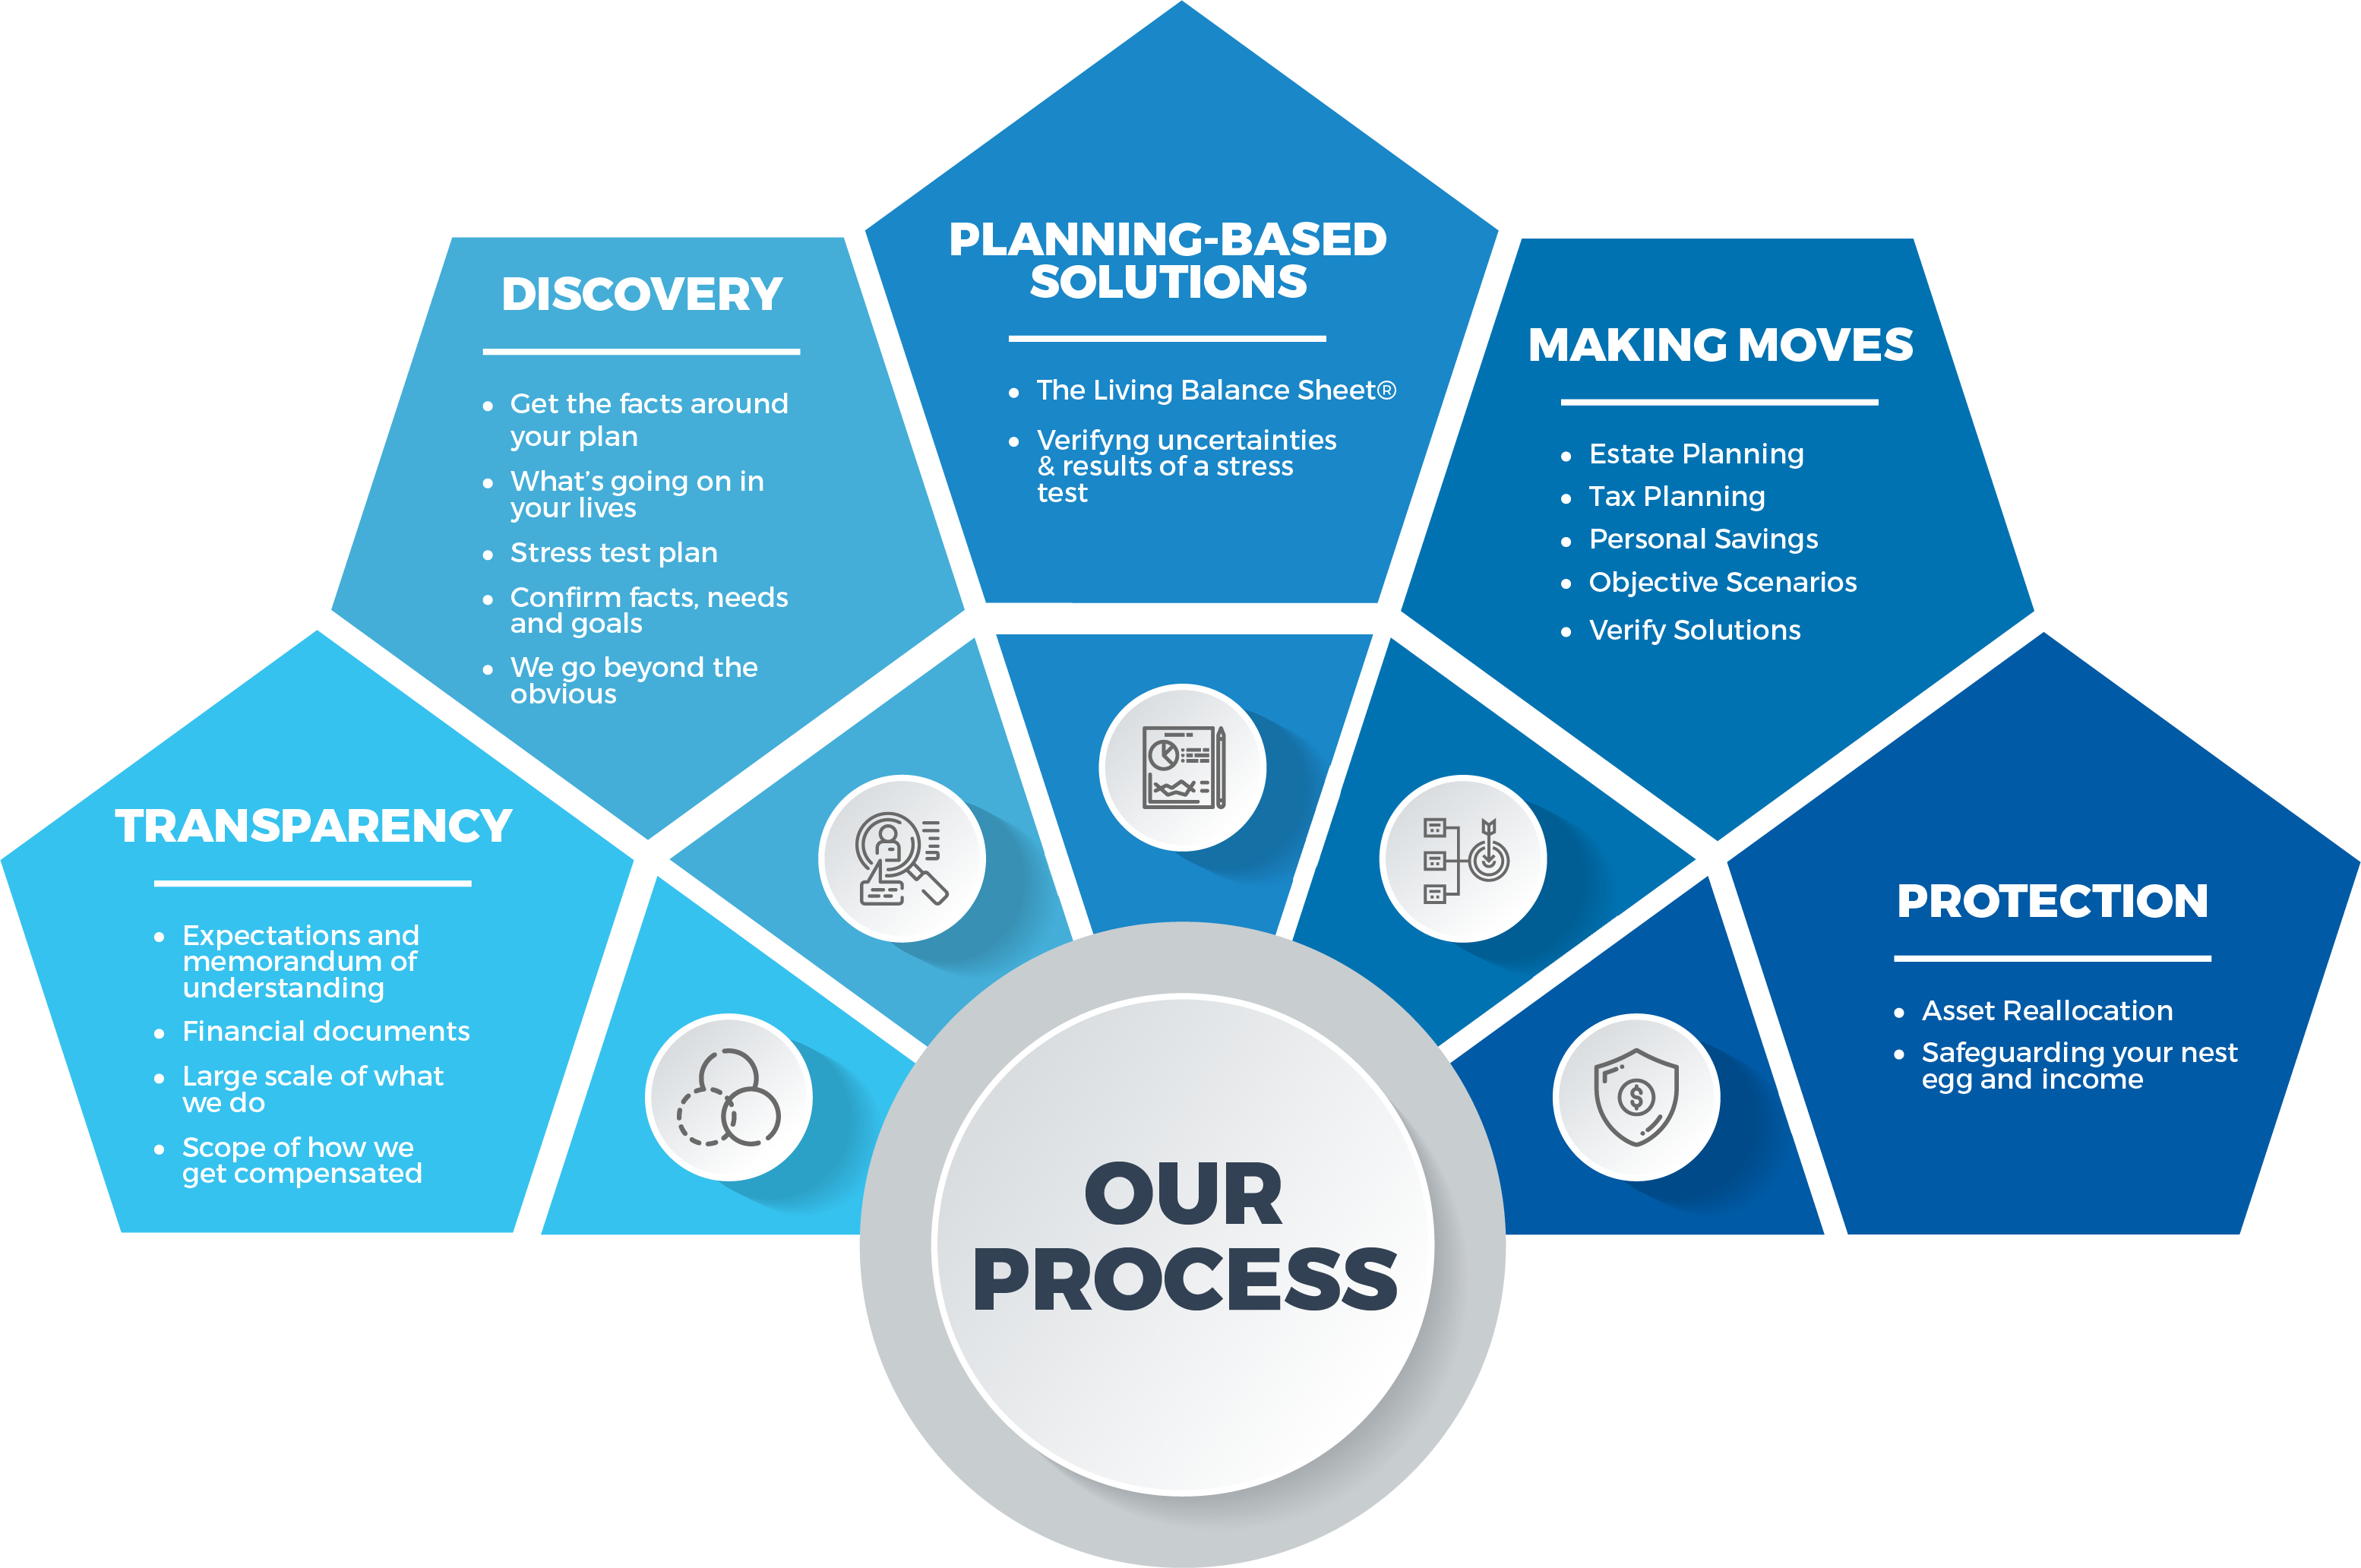 TRANSPARENCY
Expectations and
memorandum of
understanding
Financial documents
Large scale of what
we do
Scope of how we
get compensated
DISCOVERY
Get the facts around
your plan
What's going on in
your lives
Stress test plan
Confirm facts, needs
and goals
We go beyond the
obvious
PLANNING-BASED
SOLUTIONS
The Living Balance Sheet®
Verifyng uncertainties
& results of a stress
test
MAKING MOVES
Estate Planning
Tax Planning
Personal Savings
Objective Scenarios
Verify Solutions
PROTECTION
Asset Reallocation
Safeguarding your nest
egg and income
$
OUR
PROCESS